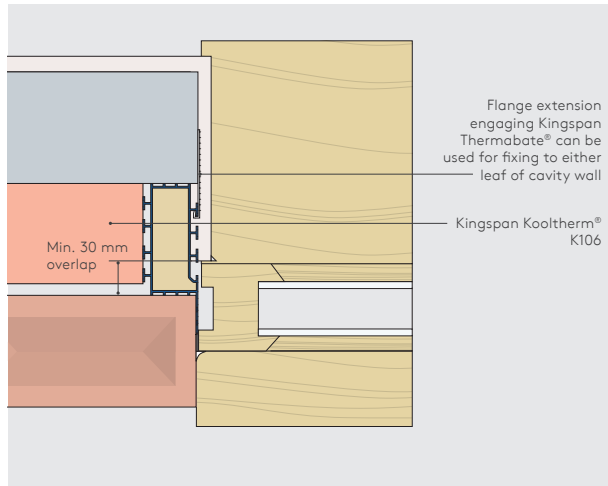 Flange extension
engaging Kingspan
Thermabate® can be
used for fixing to either
leaf of cavity wall
Kingspan Kooltherm®
K106
Min. 30 mm
overlap